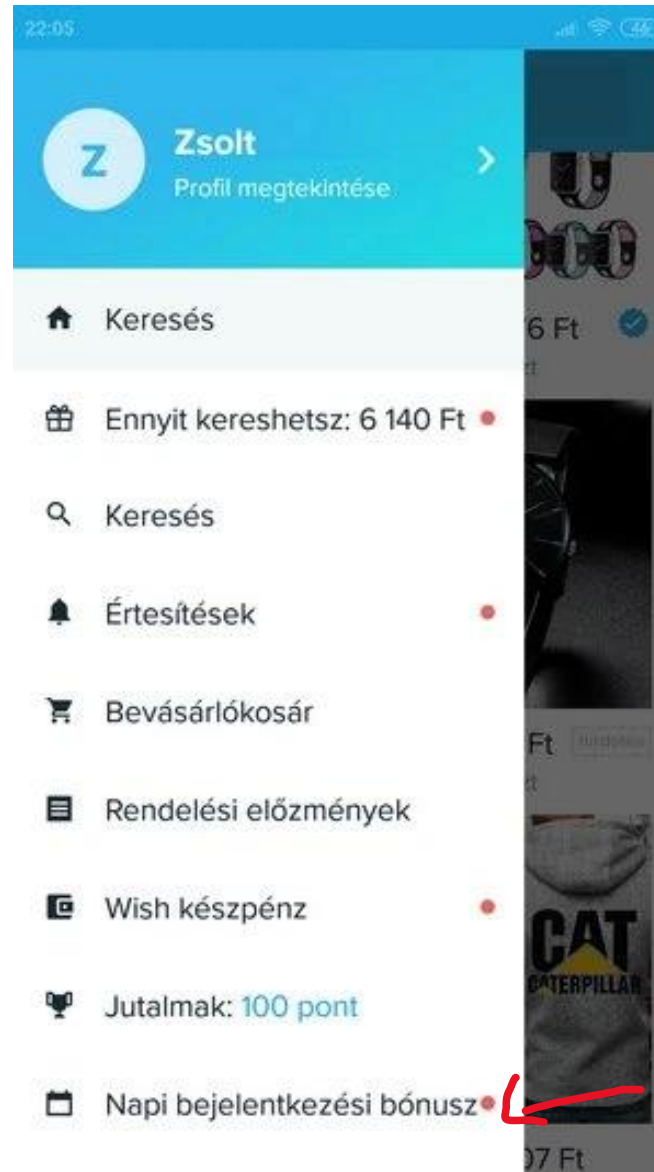 22:05
46
Z
Zsolt
Profil megtekintése
Keresés
6 Ft
Ennyit kereshetsz: 6 140 Ft
Keresés
Értesítések
Bevásárlókosár
Ft
Rendelési előzmények
Wish készpénz
CAT
CATERPILLAR
Jutalmak: 100 pont
Napi bejelentkezési bónusz
07 Ft